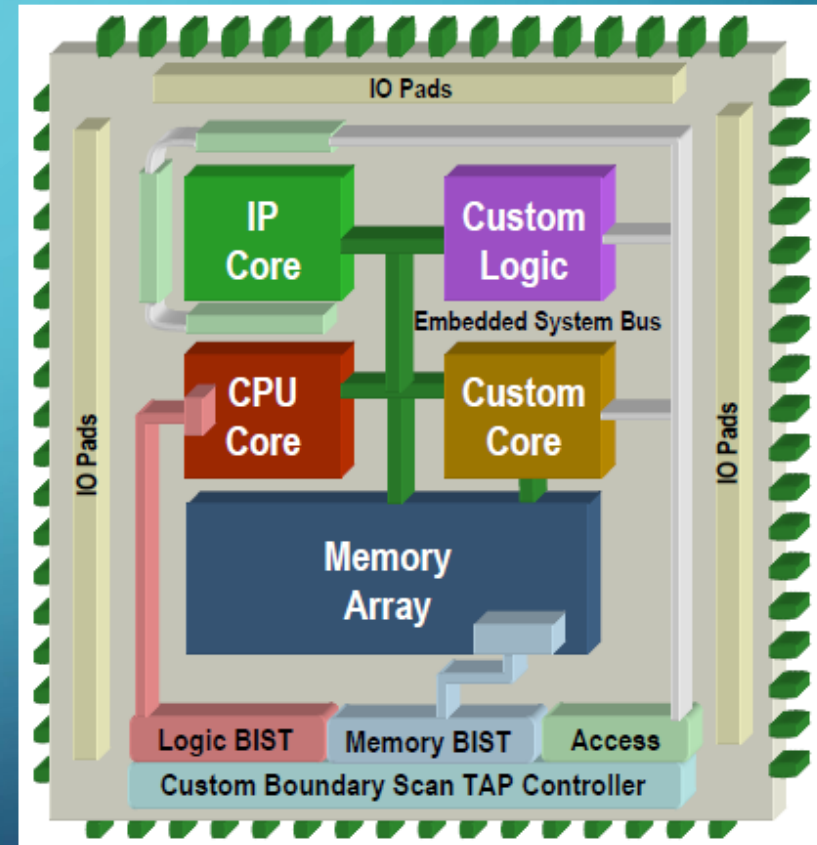 IO Pads
IP
Core
Custom
Logic
Embedded System Bus
CPU
Core
Custom
Core
IO Pads
IO Pads
Memory
Array
Logic BIST
Memory BIST
Access
Custom Boundary Scan TAP Controller